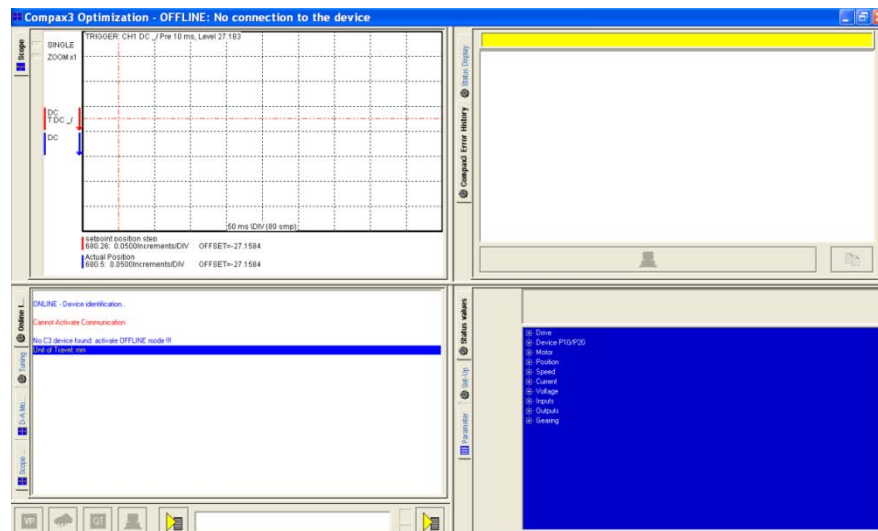 Compax3 Optimization - OFFLINE: No connection to the device
Scope
SINGLE
ZOOM x1
TRIGGER: CH1 DC _/ Pre 10 ms, Level 27.183
DC
T:DC _/
DC
50 ms \DIV (80 smp)
setpoint position step
680.26: 0.0500Increments/DIV OFFSET=-27.1584
Actual Position
680.5: 0.0500Increments/DIV OFFSET=-27.1584
Status Display
Compax3 Error History
Online I...
Tuning
D-A Mo...
Scope ...
ONLINE - Device identification..
Cannot Activate Communication
No C3 device found: activate OFFLINE mode !!!
Unit of Travel: mm
VP
QT
Status values
Set-Up
Parameter
Drive
Device P10/P20
Motor
Position
Speed
Current
Voltage
Inputs
Outputs
Gearing